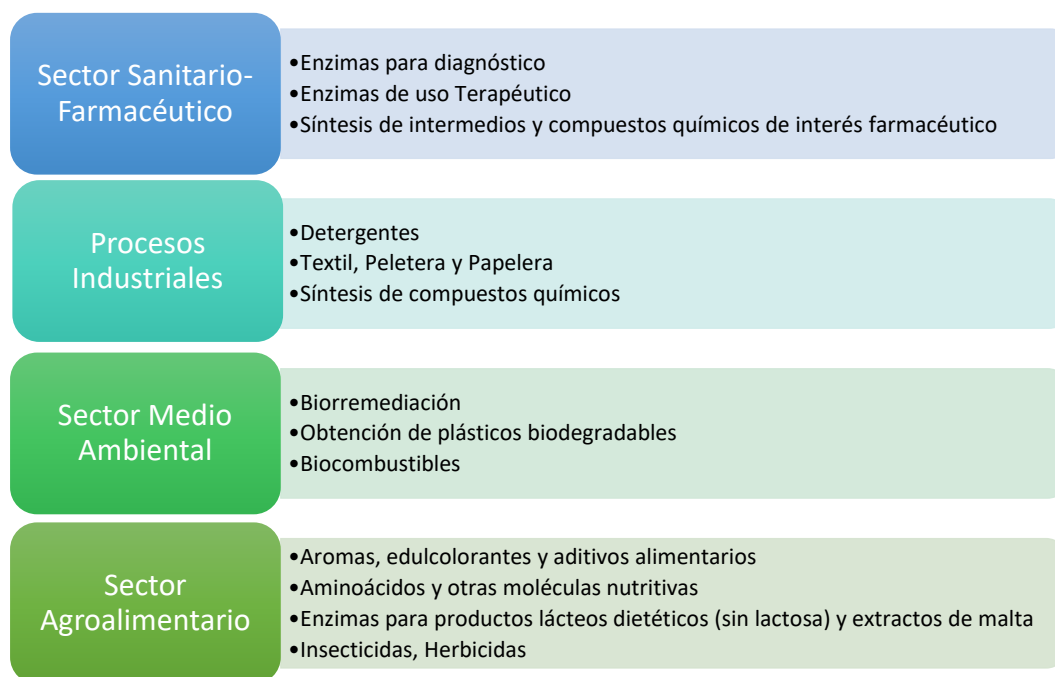 Sector Sanitario-
Farmacéutico
•Enzimas para diagnóstico
•Enzimas de uso Terapéutico
•Síntesis de intermedios y compuestos químicos de interés farmacéutico
Procesos
Industriales
•Detergentes
•Textil, Peletera y Papelera
•Síntesis de compuestos químicos
Sector Medio
Ambiental
•Biorremediación
•Obtención de plásticos biodegradables
•Biocombustibles
Sector
Agroalimentario
•Aromas, edulcolorantes y aditivos alimentarios
•Aminoácidos y otras moléculas nutritivas
•Enzimas para productos lácteos dietéticos (sin lactosa) y extractos de malta
•Insecticidas, Herbicidas